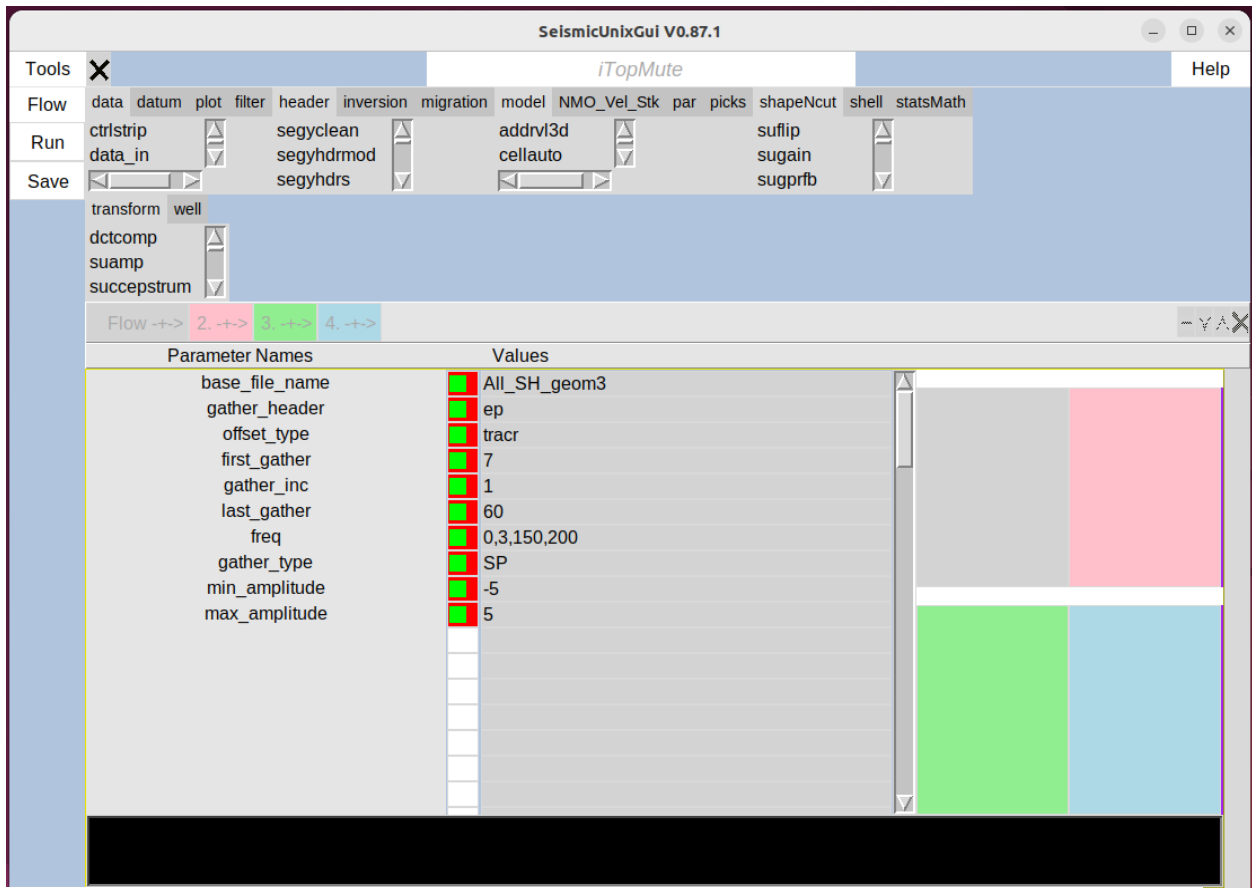 SeismicUnixGui V0.87.1
Tools iTopMute Help
Flow data datum plot filter header inversion migration model NMO_Vel_Stk par picks shapeNcut shell statsMath
ctrlstrip segyclean addrvl3d suflip
Run
data_in segyhdrmod cellauto sugain
Save segyhdrs sugprfb
transform well
dctcomp
suamp
succepstrum
Flow -+-> 2. -+-> 3. -+-> 4. -+->
Parameter Names Values
base_file_name All_SH_geom3
gather_header ep
offset_type tracr
first_gather 7
gather_inc 1
last_gather 60
freq 0,3,150,200
gather_type SP
min_amplitude -5
max_amplitude 5